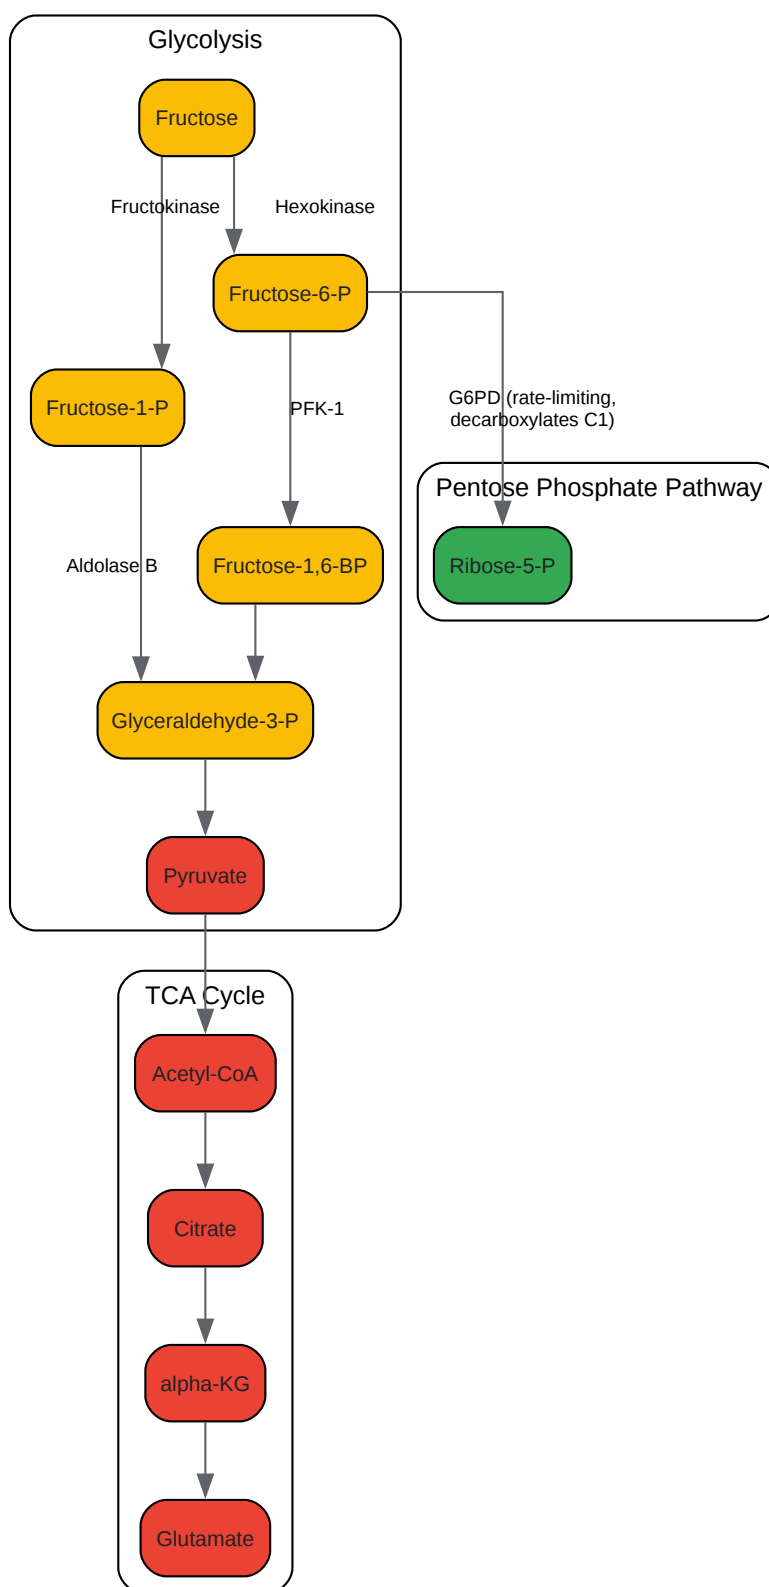 Glycolysis
Fructose
Fructokinase
Hexokinase
Fructose-6-P
Fructose-1-P
PFK-1
G6PD (rate-limiting,
decarboxylates C1)
Pentose Phosphate Pathway
Aldolase B
Fructose-1,6-BP
Ribose-5-P
Glyceraldehyde-3-P
Pyruvate
TCA Cycle
Acetyl-CoA
Citrate
alpha-KG
Glutamate